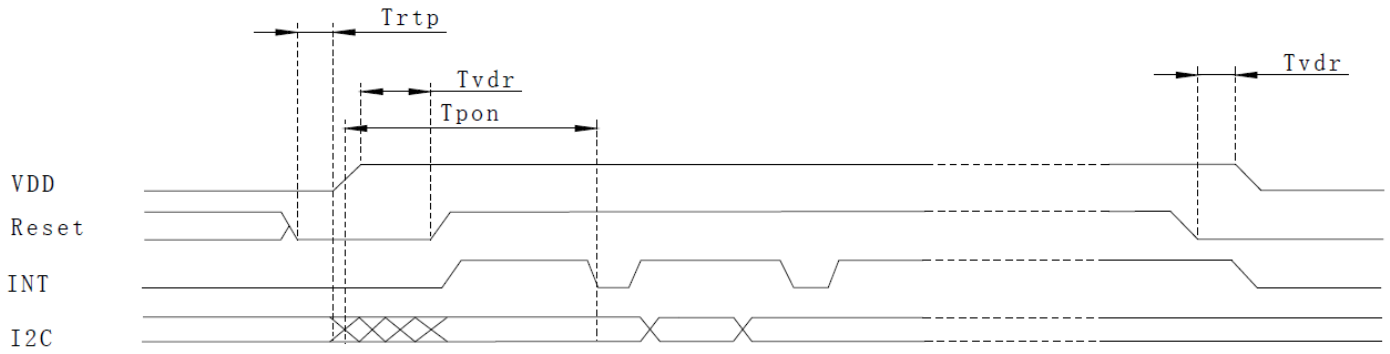 Trtp
Tvdr
Tvdr
Tpon
VDD
Reset
INT
I2C